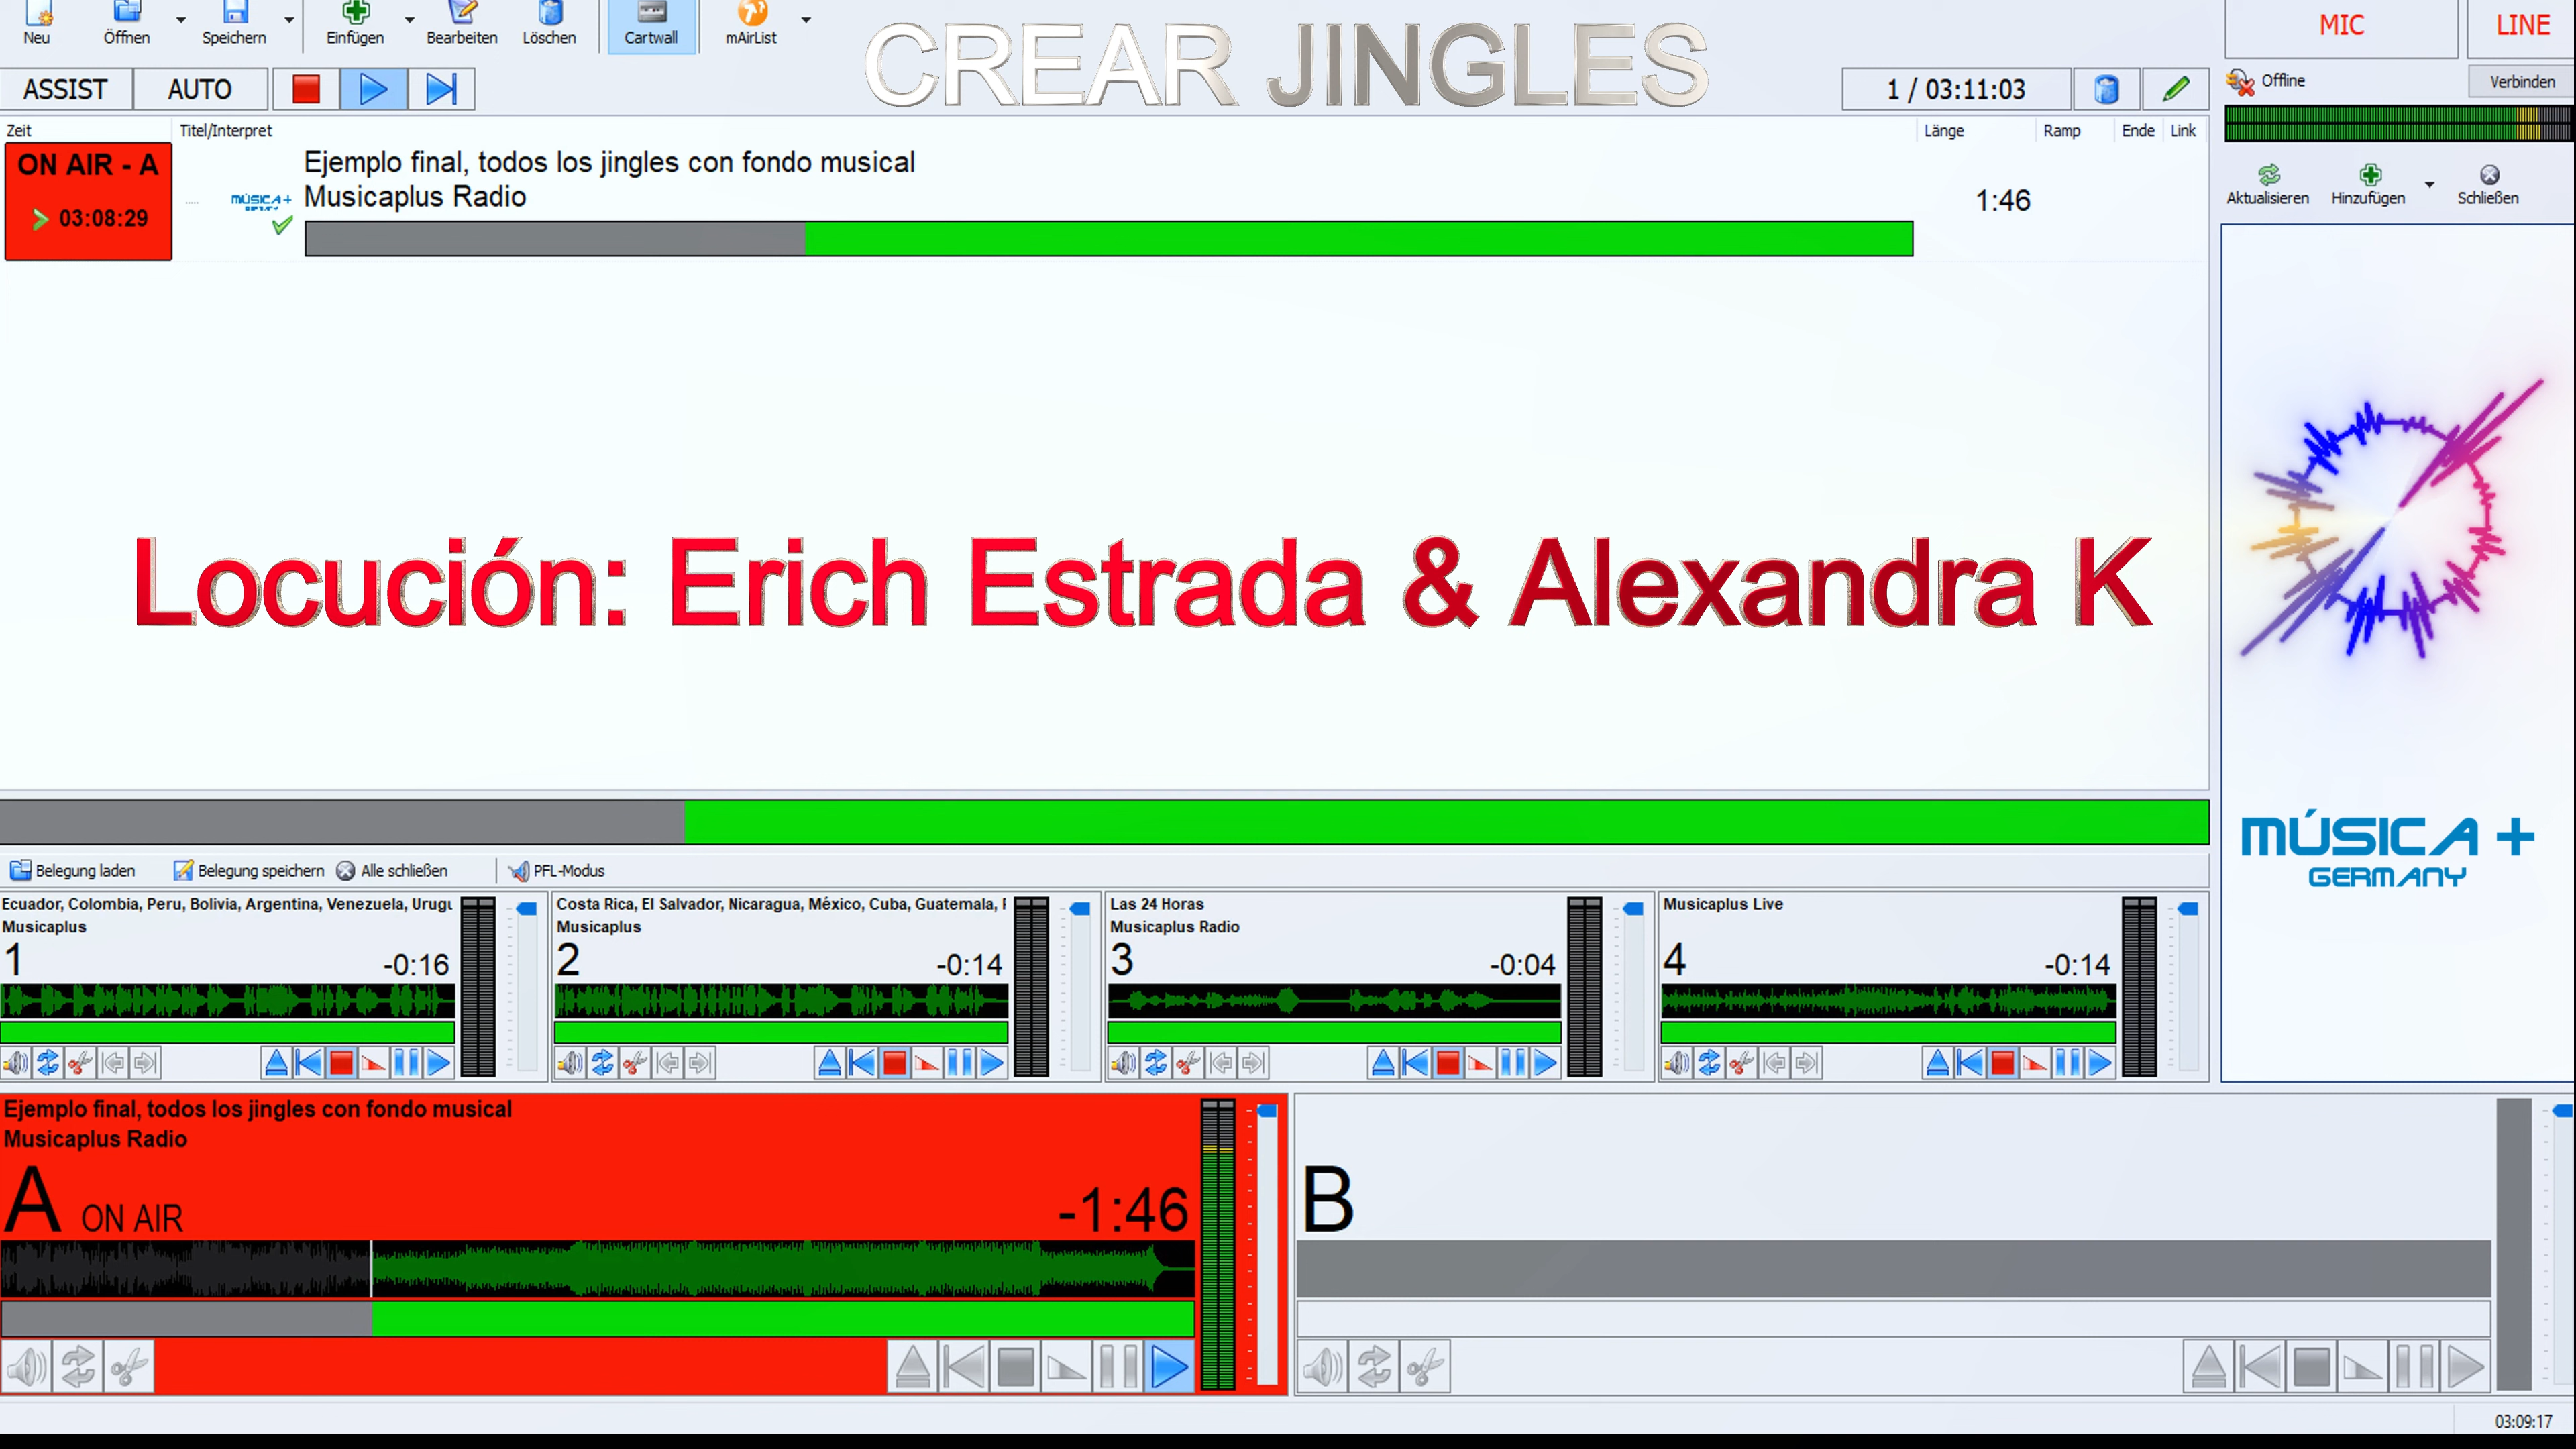 Neu
Öffnen
Speichern
Einfügen
Bearbeiten
Löschen
Cartwall
mAirList
CREAR JINGLES
MIC
LINE
ASSIST
AUTO
1 / 03:11:03
Offline
Verbinden
Zeit
Titel/Interpret
Länge
Ramp
Ende
Link
ON AIR - A
03:08:29
MÚSICA +
Ejemplo final, todos los jingles con fondo musical
Musicaplus Radio
1:46
Aktualisieren
Hinzufügen
Schließen
Locución: Erich Estrada & Alexandra K
MÚSICA +
GERMANY
Belegung laden
Belegung speichern
Alle schließen
PFL-Modus
Ecuador, Colombia, Peru, Bolivia, Argentina, Venezuela, Urugu
Musicaplus
1
-0:16
Costa Rica, El Salvador, Nicaragua, México, Cuba, Guatemala,
Musicaplus
2
-0:14
Las 24 Horas
Musicaplus Radio
3
-0:04
Musicaplus Live
4
-0:14
Ejemplo final, todos los jingles con fondo musical
Musicaplus Radio
A ON AIR
-1:46
B
03:09:17